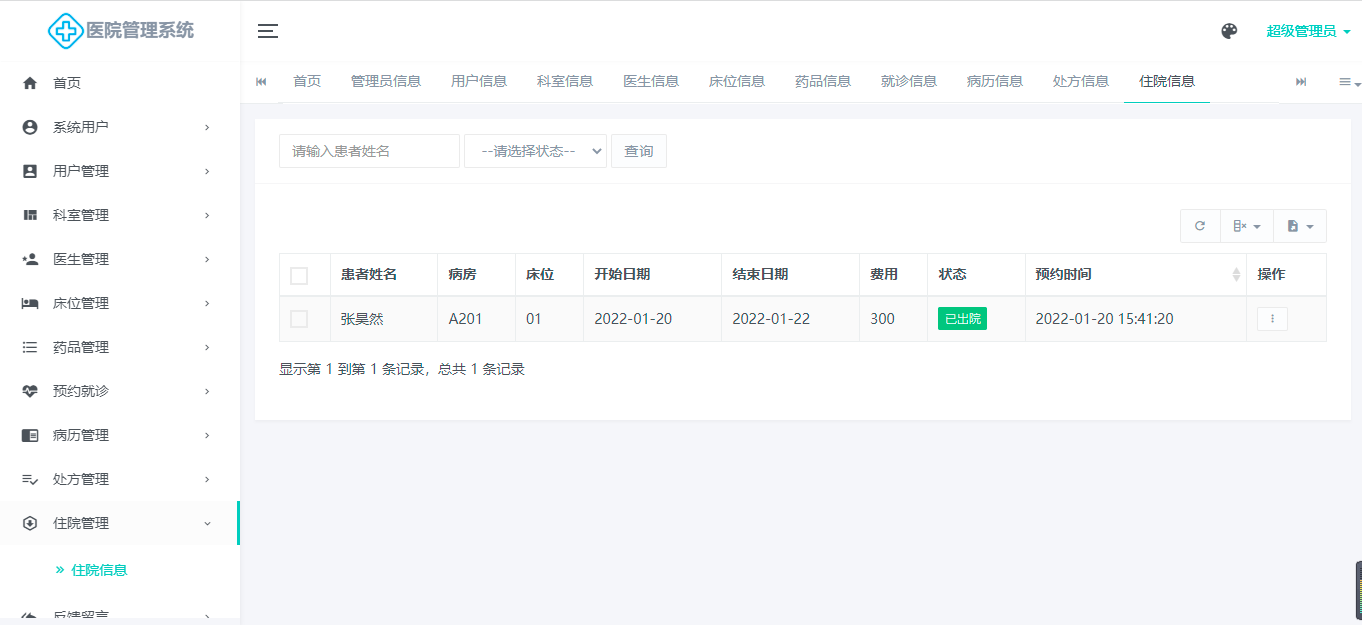 医院管理系统
超级管理员
首页
系统用户
用户管理
科室管理
医生管理
床位管理
药品管理
预约就诊
病历管理
处方管理
住院管理
住院信息
反馈留言
首页 管理员信息 用户信息 科室信息 医生信息 床位信息 药品信息 就诊信息 病历信息 处方信息 住院信息
请输入患者姓名 --请选择状态-- 查询
患者姓名 病房 床位 开始日期 结束日期 费用 状态 预约时间 操作
张昊然 A201 01 2022-01-20 2022-01-22 300 已出院 2022-01-20 15:41:20
显示第 1 到第 1 条记录，总共 1 条记录